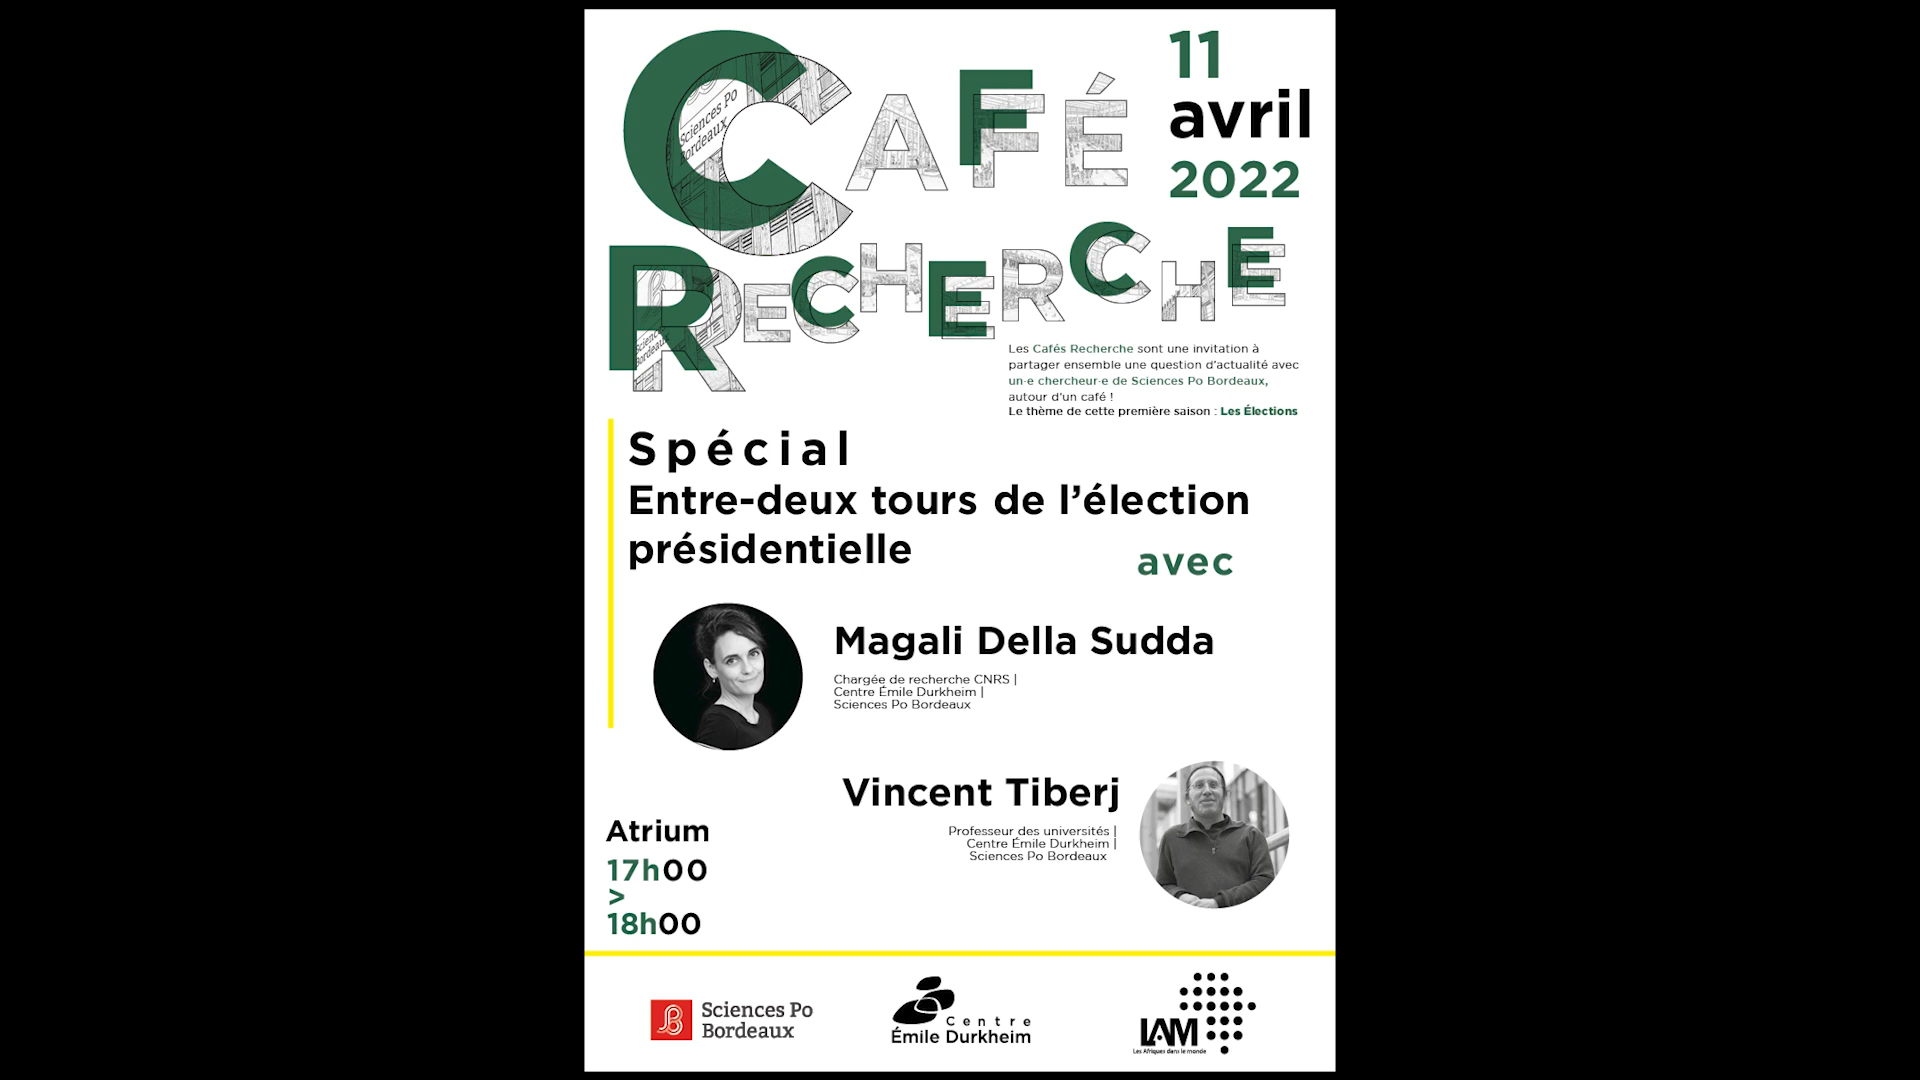 CAFÉ
RECHERCHE
11
avril
2022
Sciences Po
Bordeaux
Les Cafés Recherche sont une invitation à
partager ensemble une question d'actualité avec
un·e chercheur·e de Sciences Po Bordeaux,
autour d'un café !
Le thème de cette première saison : Les Élections
Spécial
Entre-deux tours de l'élection
présidentielle
avec
Magali Della Sudda
Chargée de recherche CNRS |
Centre Émile Durkheim |
Sciences Po Bordeaux
Vincent Tiberj
Professeur des universités |
Centre Émile Durkheim |
Sciences Po Bordeaux
Atrium
17h00
>
18h00
Sciences Po
Bordeaux
Centre
Émile Durkheim
LAM
Les Afriques dans le monde